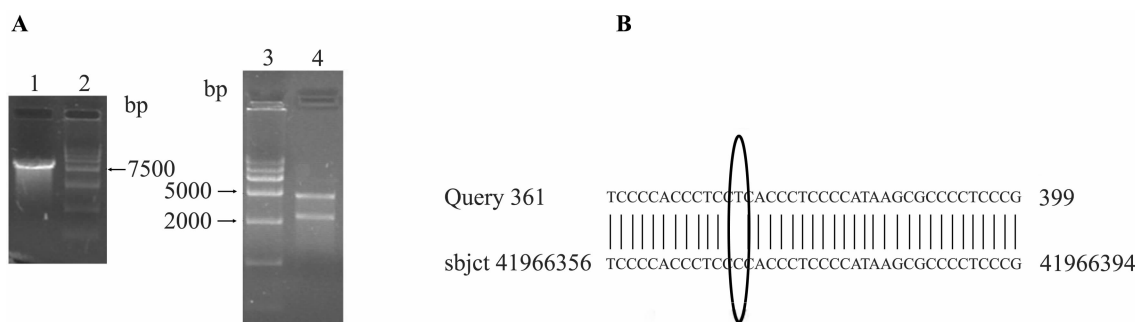 A
B
1 2
bp
7500
3 4
bp
5000
2000
Query 361 TCCCCACCCTCCTCACCCTCCCCATAAGCGCCCCTCCCG 399
sbjct 41966356 TCCCCACCCTCCCCACCCTCCCCATAAGCGCCCCTCCCG 41966394